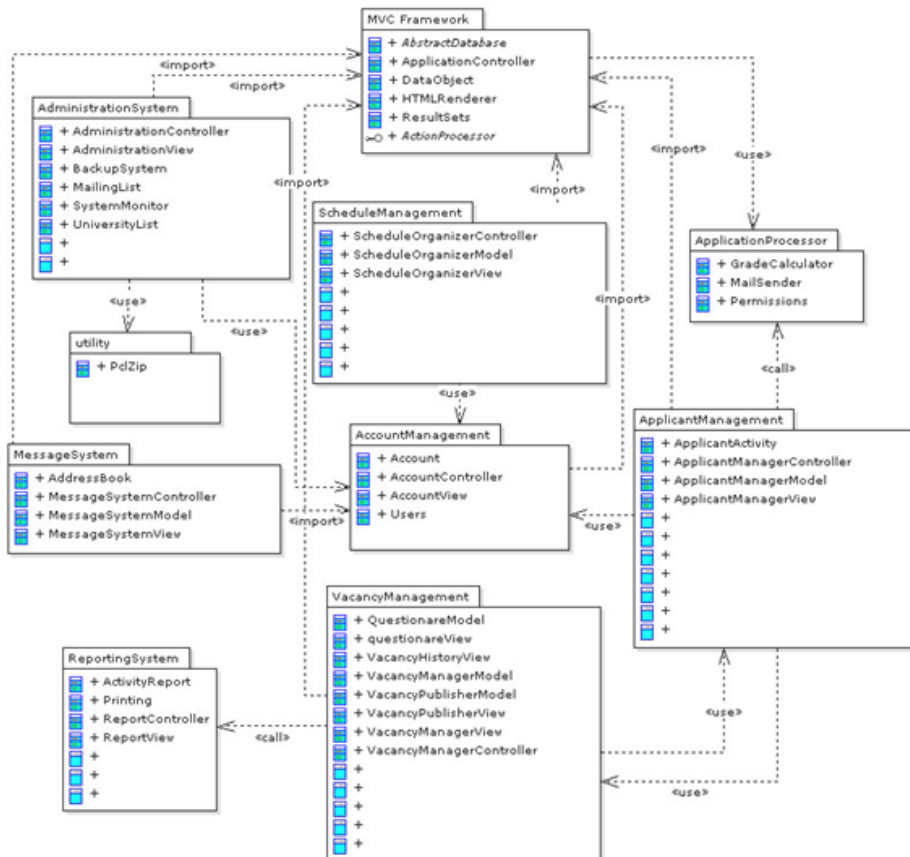 MVC Framework
+ AbstractDatabase
+ ApplicationController
+ DataObject
+ HTMLRenderer
+ ResultSets
+ ActionProcessor
«import»
«import»
«import»
«import»
«import»
«import»
«use»
AdministrationSystem
+ AdministrationController
+ AdministrationView
+ BackupSystem
+ MailingList
+ SystemMonitor
+ UniversityList
+
+
ScheduleManagement
+ ScheduleOrganizerController
+ ScheduleOrganizerModel
+ ScheduleOrganizerView
+
+
+
+
+
ApplicationProcessor
+ GradeCalculator
+ MailSender
+ Permissions
«use»
«use»
«use»
«call»
utility
+ PclZip
MessageSystem
+ AddressBook
+ MessageSystemController
+ MessageSystemModel
+ MessageSystemView
«import»
AccountManagement
+ Account
+ AccountController
+ AccountView
+ Users
«use»
ApplicantManagement
+ ApplicantActivity
+ ApplicantManagerController
+ ApplicantManagerModel
+ ApplicantManagerView
+
+
+
+
+
+
+
ReportingSystem
+ ActivityReport
+ Printing
+ ReportController
+ ReportView
+
+
+
«call»
VacancyManagement
+ QuestionareModel
+ questionareView
+ VacancyHistoryView
+ VacancyManagerModel
+ VacancyPublisherModel
+ VacancyPublisherView
+ VacancyManagerView
+ VacancyManagerController
+
+
+
+
+
«use»
«use»